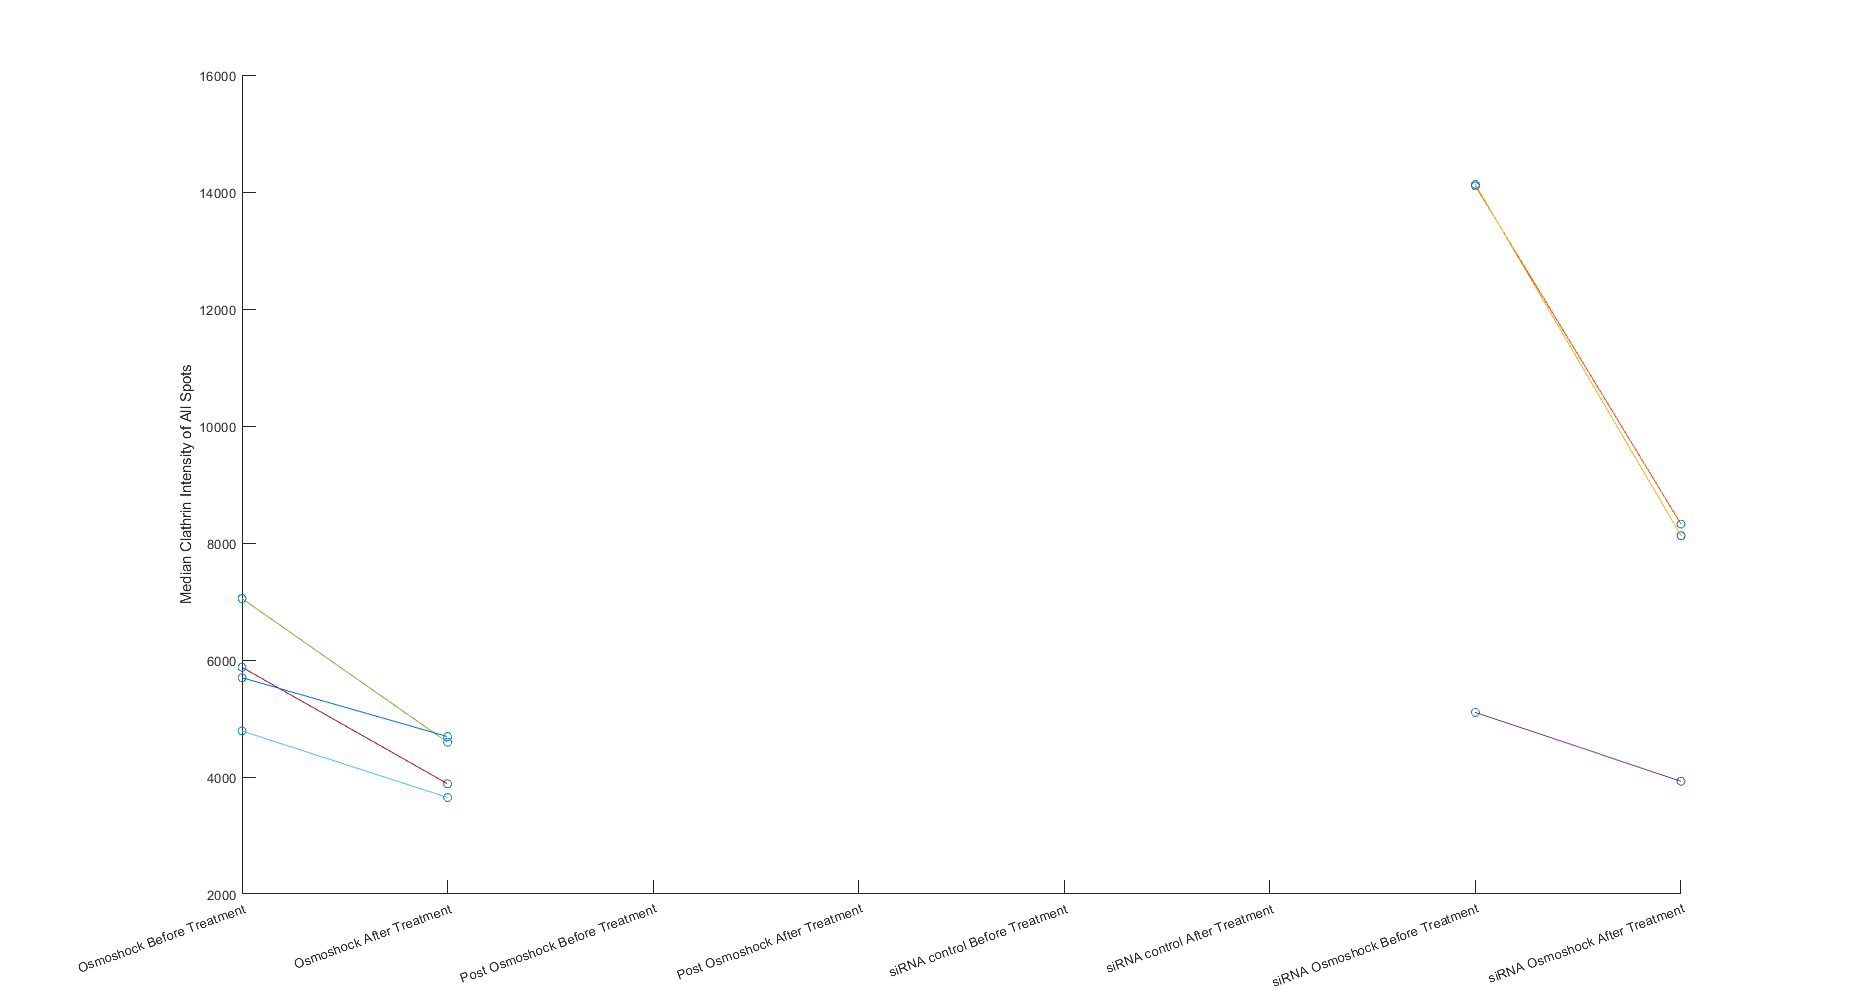 16000
14000
12000
10000
8000
6000
4000
2000
Median Clathrin Intensity of All Spots
Osmoshock Before Treatment
Osmoshock After Treatment
Post Osmoshock Before Treatment
Post Osmoshock After Treatment
siRNA control Before Treatment
siRNA control After Treatment
siRNA Osmoshock Before Treatment
siRNA Osmoshock After Treatment